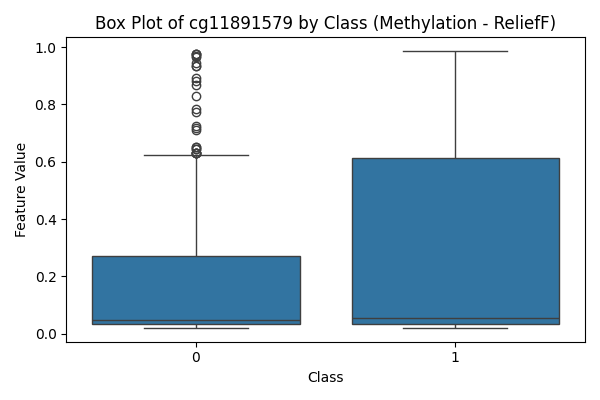 Box Plot of cg11891579 by Class (Methylation - ReliefF)
1.0
0.8
0.6
0.4
0.2
0.0
Feature Value
0 1
Class